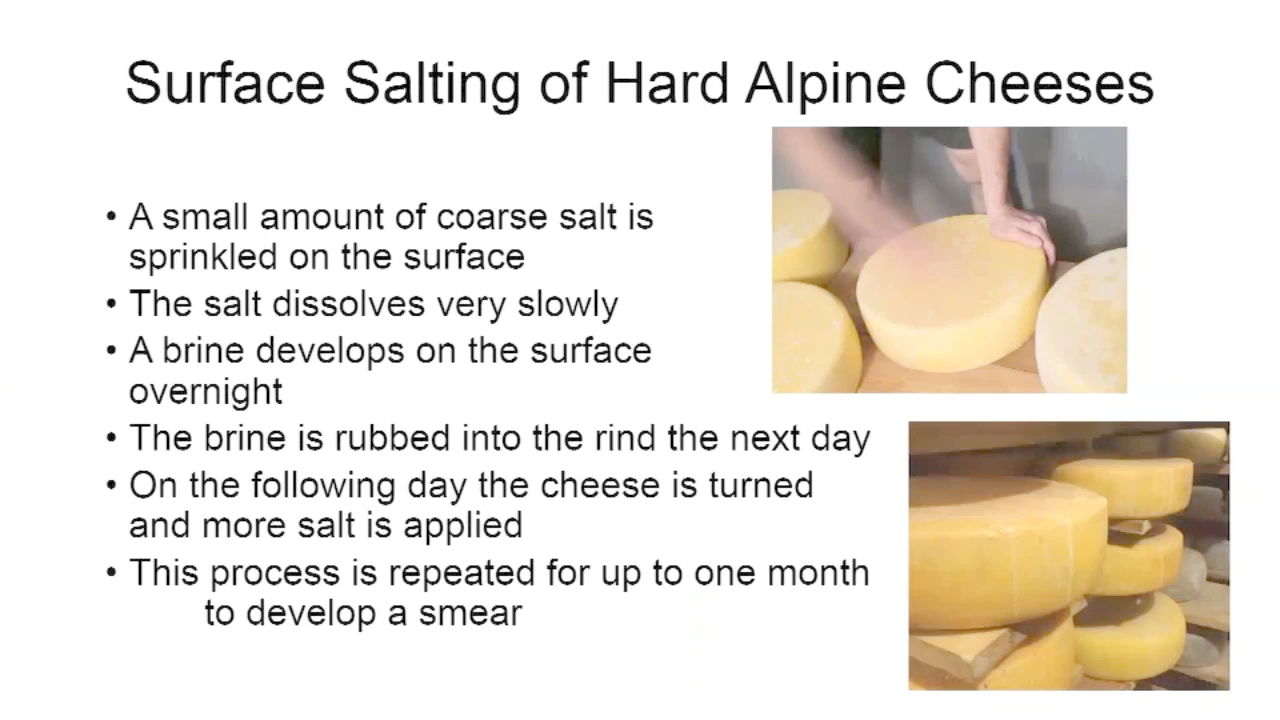 Surface Salting of Hard Alpine Cheeses
• A small amount of coarse salt is
sprinkled on the surface
• The salt dissolves very slowly
• A brine develops on the surface
overnight
• The brine is rubbed into the rind the next day
• On the following day the cheese is turned
and more salt is applied
• This process is repeated for up to one month
to develop a smear